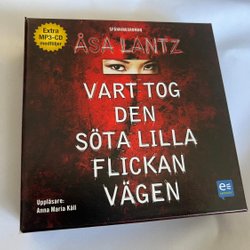 SPÄNNINGSROMAN
Extra
MP3-CD
medföljer
ÅSA LANTZ
VART TOG
DEN
SÖTA LILLA
FLICKAN
VÄGEN
Uppläsare:
Anna Maria Käll
e